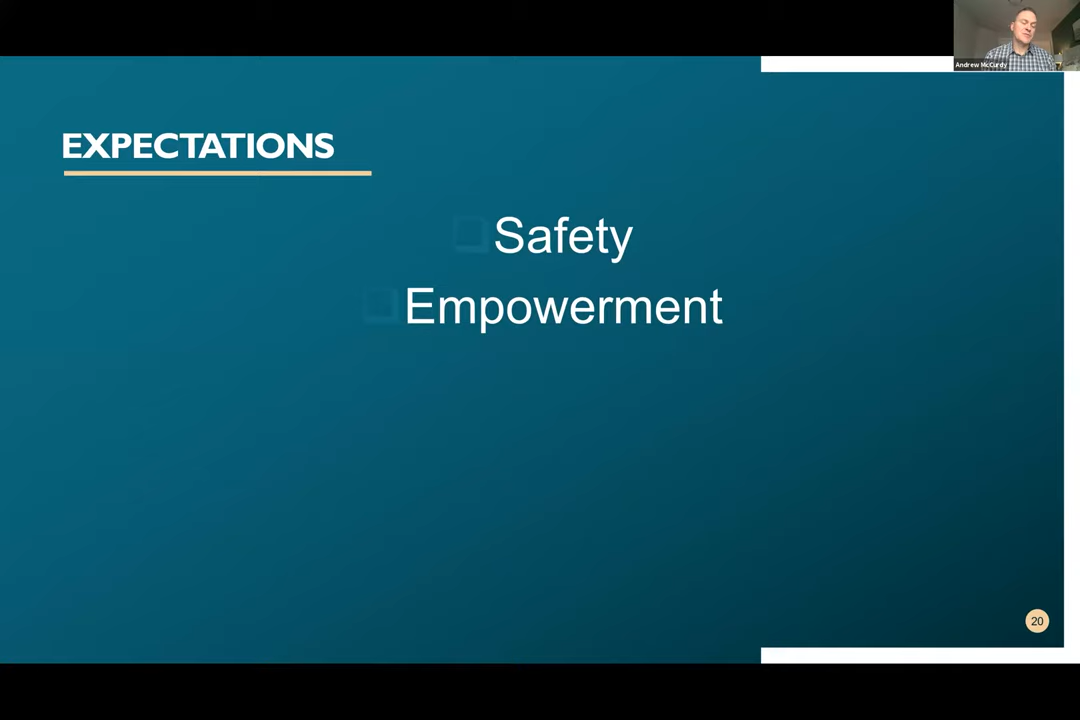 Andrew McCurdy
EXPECTATIONS
Safety
Empowerment
20